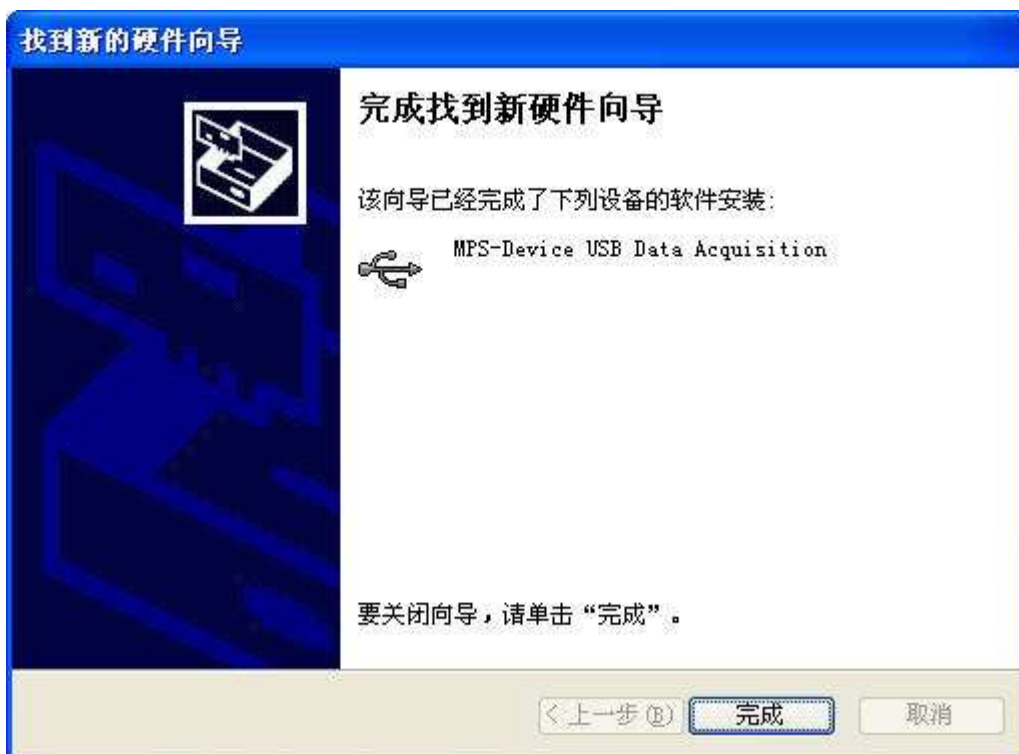 找到新的硬件向导
完成找到新硬件向导
该向导已经完成了下列设备的软件安装:
MPS-Device USB Data Acquisition
要关闭向导,请单击“完成”。
<上一步(B) 完成 取消